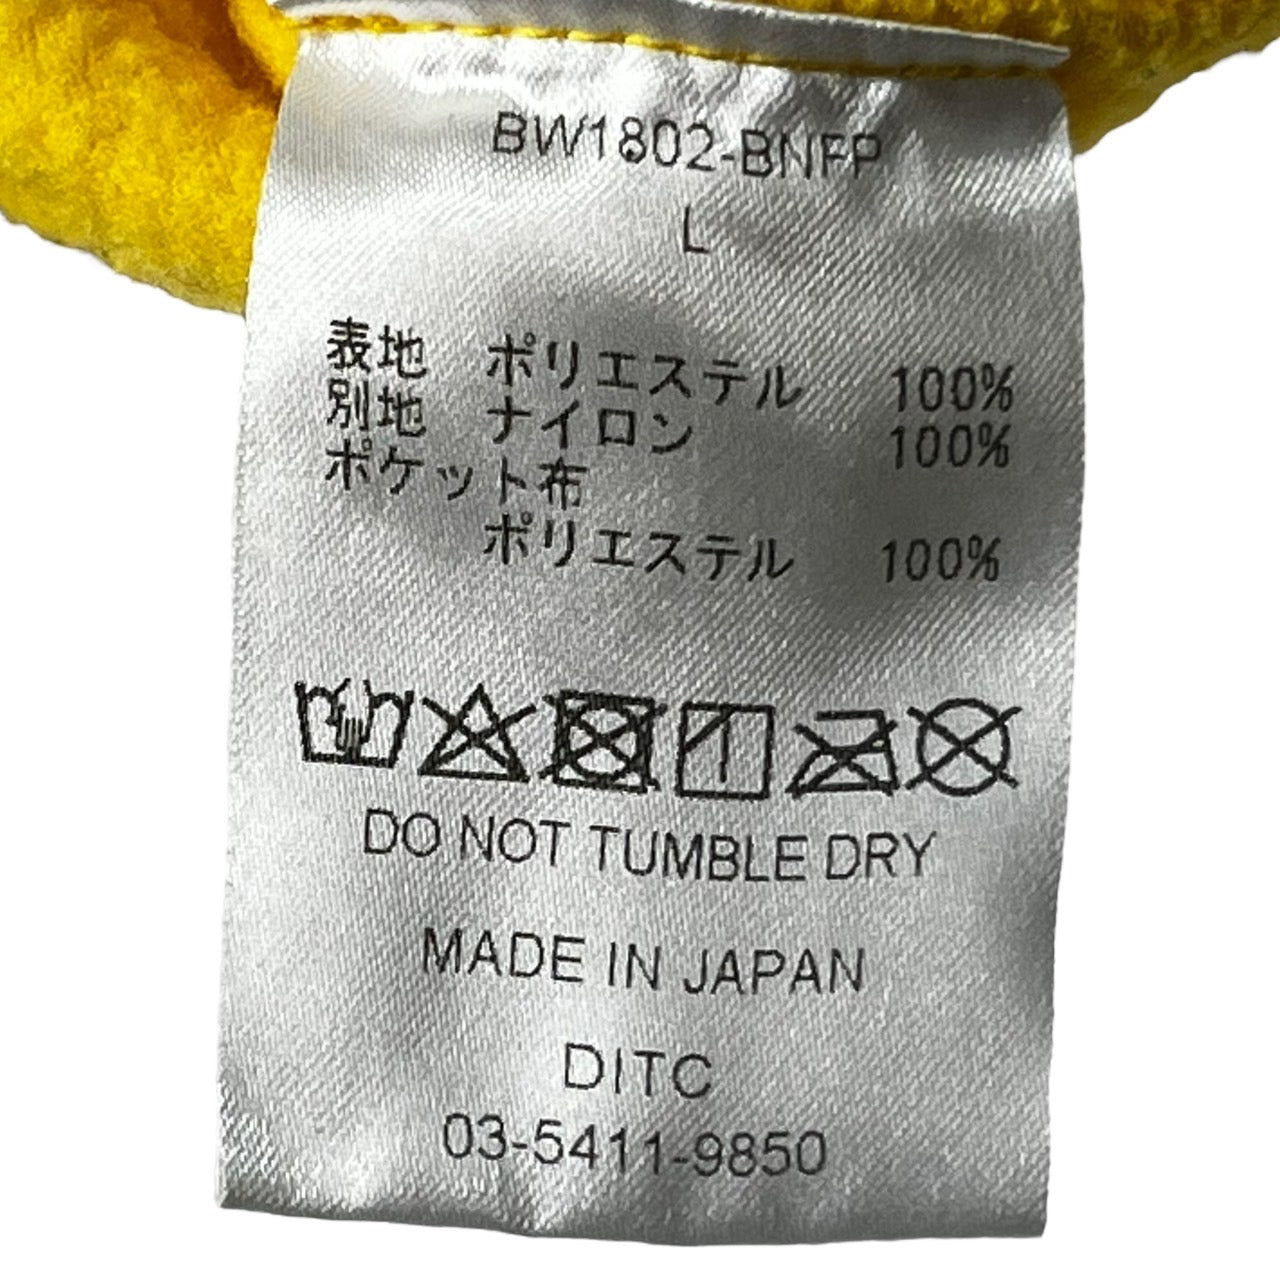 BW1802-BNFP
L
表地 ポリエステル 100%
別地 ナイロン 100%
ポケット布
ポリエステル 100%
DO NOT TUMBLE DRY
MADE IN JAPAN
DITC
03-5411-9850